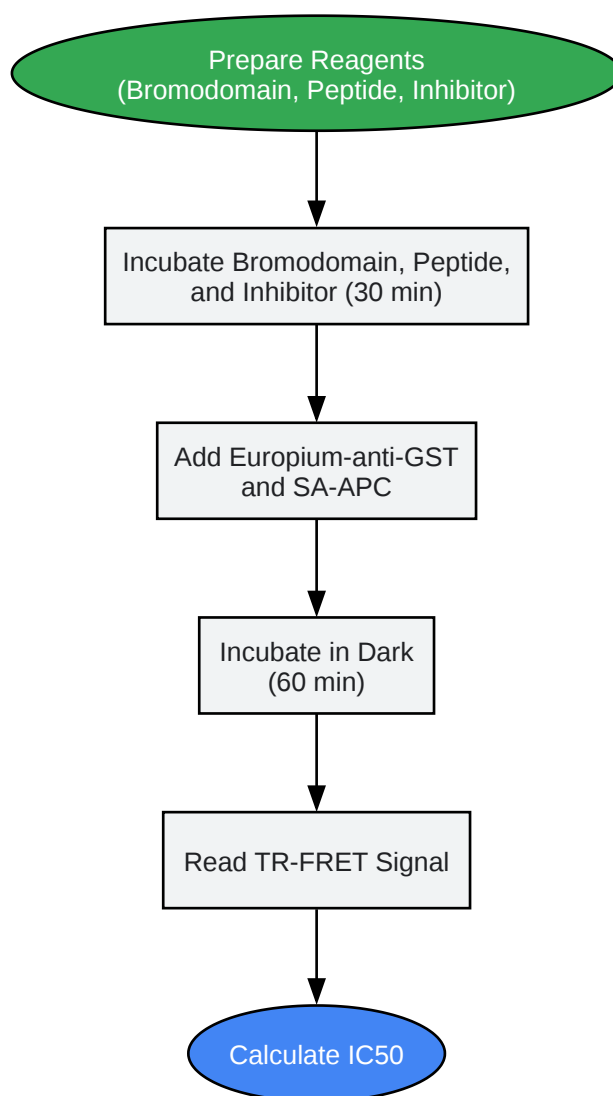 Prepare Reagents
(Bromodomain, Peptide, Inhibitor)
Incubate Bromodomain, Peptide,
and Inhibitor (30 min)
Add Europium-anti-GST
and SA-APC
Incubate in Dark
(60 min)
Read TR-FRET Signal
Calculate IC50